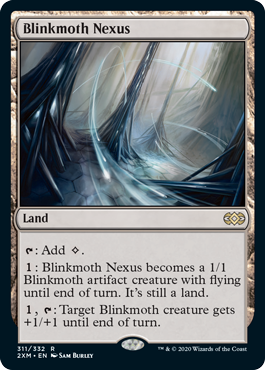 Blinkmoth Nexus
Land
: Add ◇.
1: Blinkmoth Nexus becomes a 1/1
Blinkmoth artifact creature with flying
until end of turn. It's still a land.
1, : Target Blinkmoth creature gets
+1/+1 until end of turn.
311/332 R
2XM • EN SAM BURLEY
™ & © 2020 Wizards of the Coast